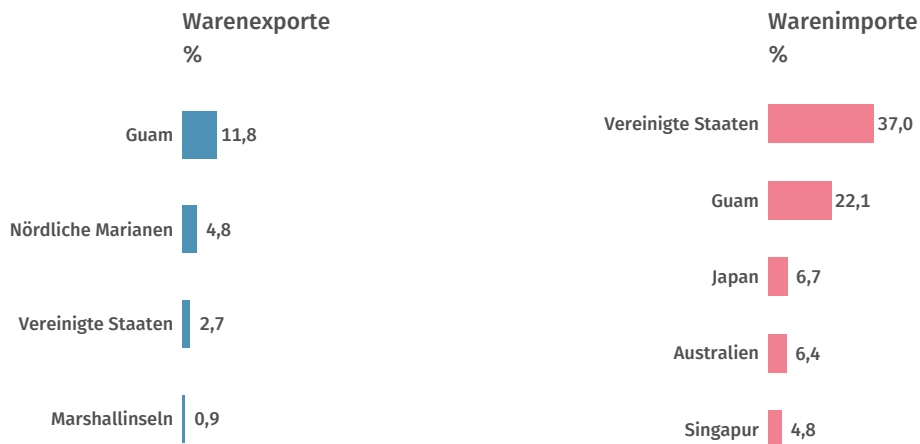 Warenexporte
%
Guam 11,8
Nördliche Marianen 4,8
Vereinigte Staaten 2,7
Marshallinseln 0,9
Warenimporte
%
Vereinigte Staaten 37,0
Guam 22,1
Japan 6,7
Australien 6,4
Singapur 4,8